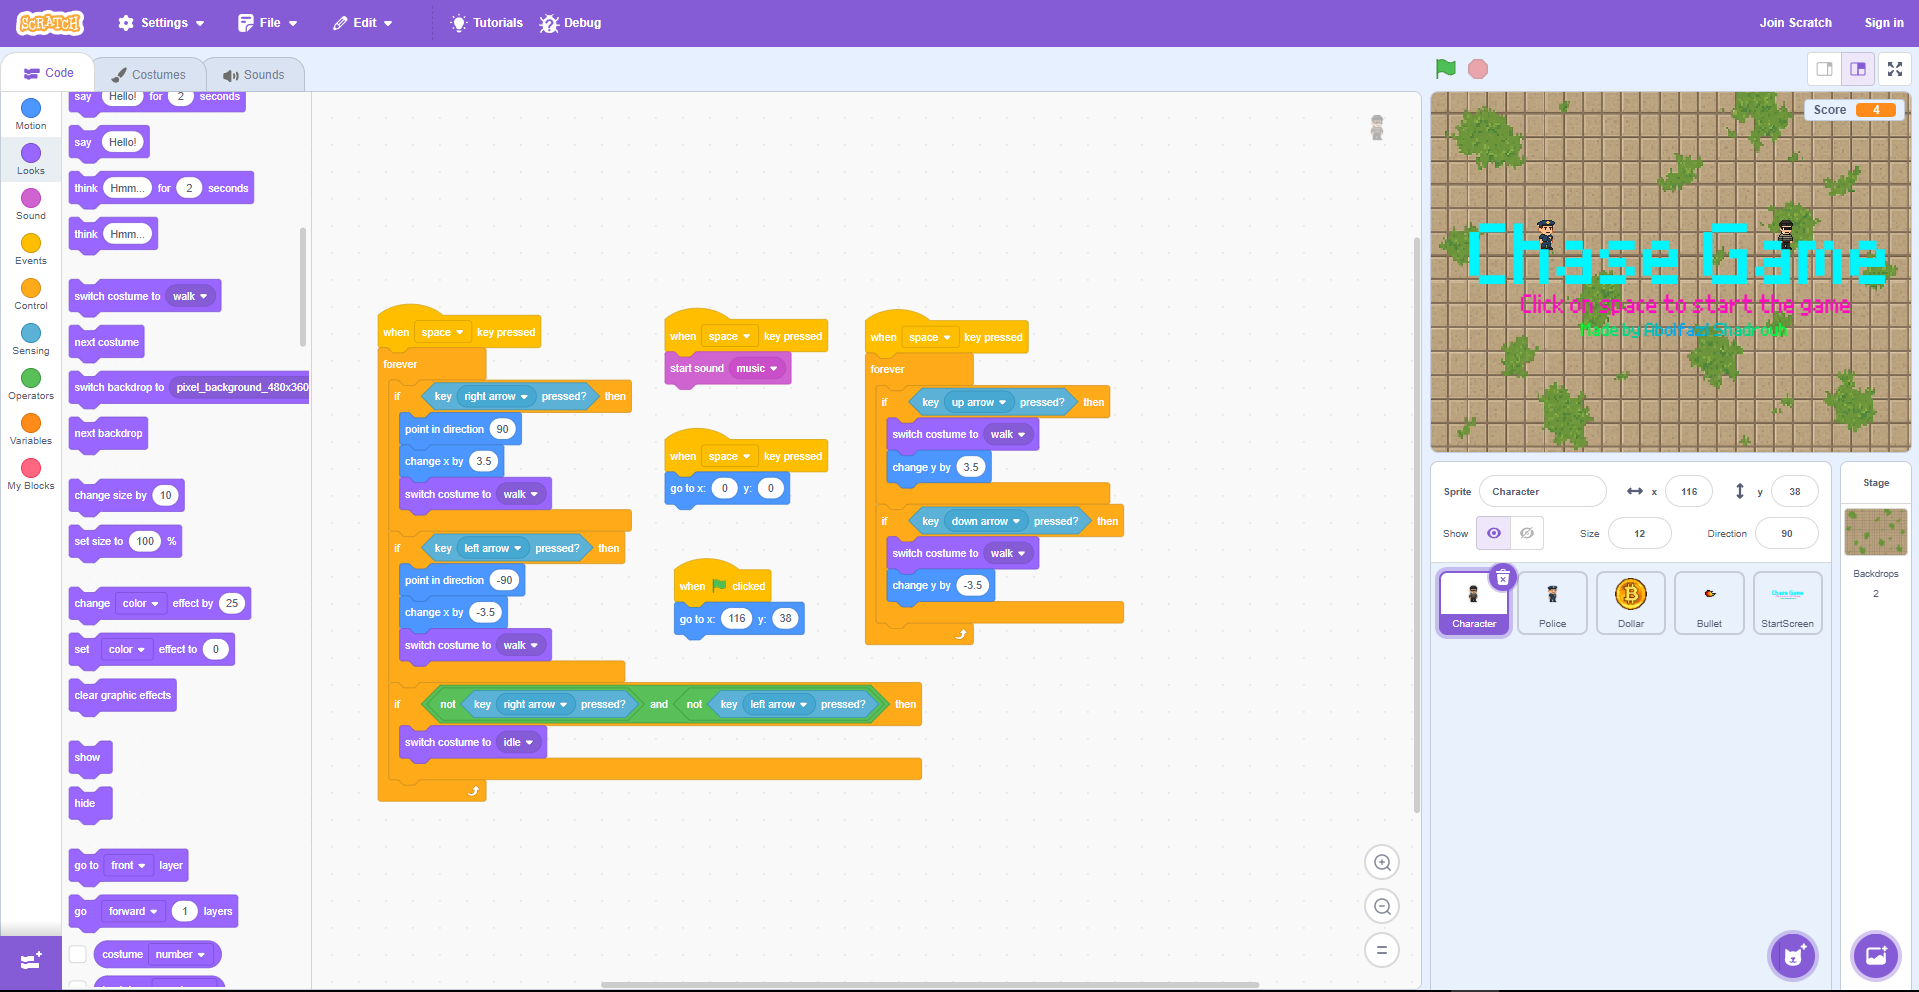 SCRATCH
Settings
File
Edit
Tutorials
Debug
Join Scratch
Sign in
Code
Costumes
Sounds
Motion
Looks
Sound
Events
Control
Sensing
Operators
Variables
My Blocks
say Hello! for 2 seconds
say Hello!
think Hmm... for 2 seconds
think Hmm...
switch costume to walk
next costume
switch backdrop to pixel_background_480x360
next backdrop
change size by 10
set size to 100 %
change color effect by 25
set color effect to 0
clear graphic effects
show
hide
go to front layer
go forward 1 layers
costume number
when space key pressed
forever
if key right arrow pressed? then
point in direction 90
change x by 3.5
switch costume to walk
if key left arrow pressed? then
point in direction -90
change x by -3.5
switch costume to walk
if not key right arrow pressed? and not key left arrow pressed? then
switch costume to idle
when space key pressed
start sound music
when space key pressed
go to x: 0 y: 0
when clicked
go to x: 116 y: 38
when space key pressed
forever
if key up arrow pressed? then
switch costume to walk
change y by 3.5
if key down arrow pressed? then
switch costume to walk
change y by -3.5
Score 4
Chase Game
Click on space to start the game
Made by Abolfazl Shadrouh
Sprite Character x 116 y 38
Show Size 12 Direction 90
Character
Police
Dollar
Bullet
Chase Game
StartScreen
Stage
Backdrops
2